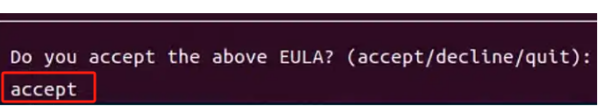 Do you accept the above EULA? (accept/decline/quit):
accept